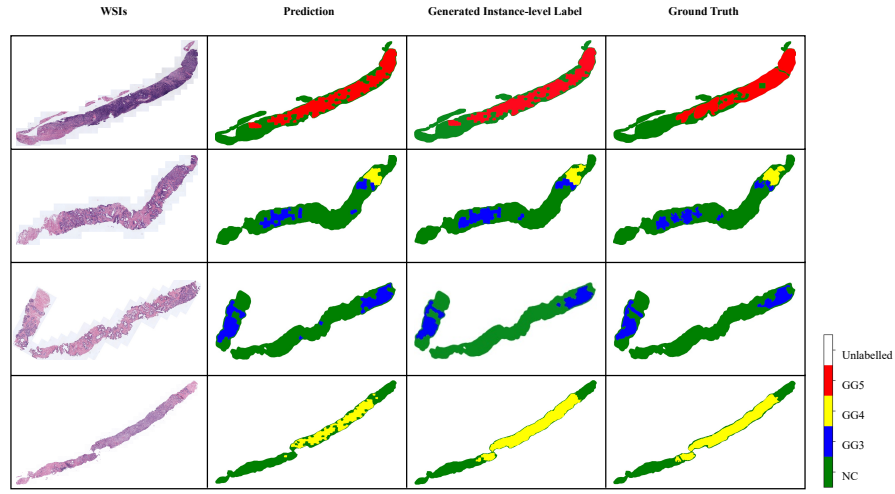 WSIs Prediction Generated Instance-level Label Ground Truth
Unlabelled
GG5
GG4
GG3
NC